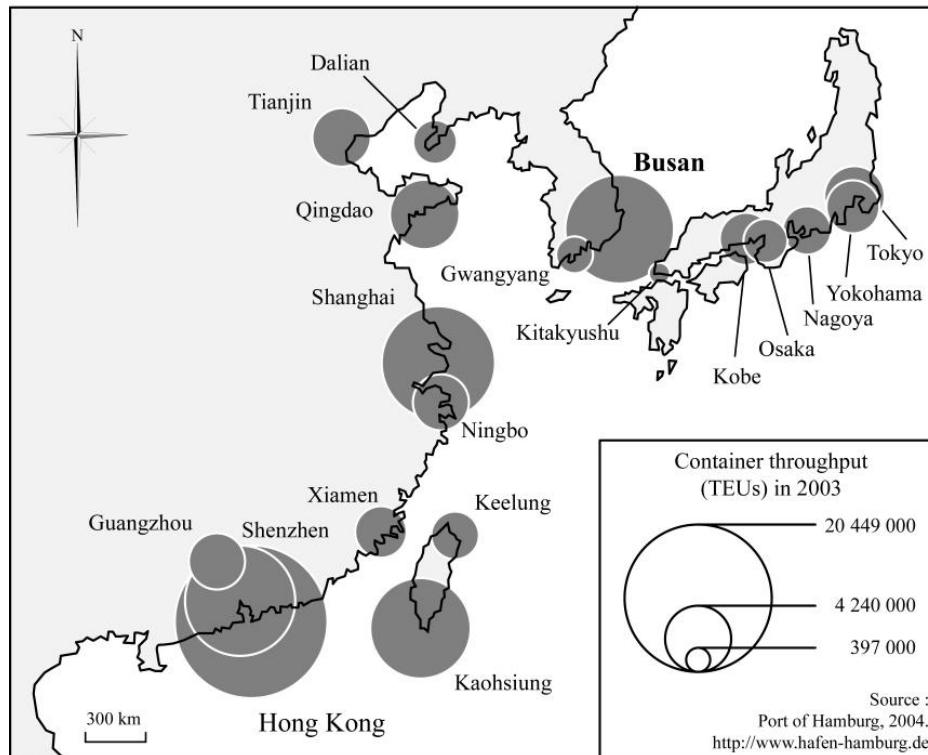 N
Dalian
Tianjin
Busan
Qingdao
Gwangyang
Tokyo
Shanghai
Yokohama
Kitakyushu
Nagoya
Osaka
Kobe
Ningbo
Xiamen
Keelung
Guangzhou
Shenzhen
Kaohsiung
Hong Kong
300 km
Container throughput
(TEUs) in 2003
20 449 000
4 240 000
397 000
Source :
Port of Hamburg, 2004.
http://www.hafen-hamburg.de